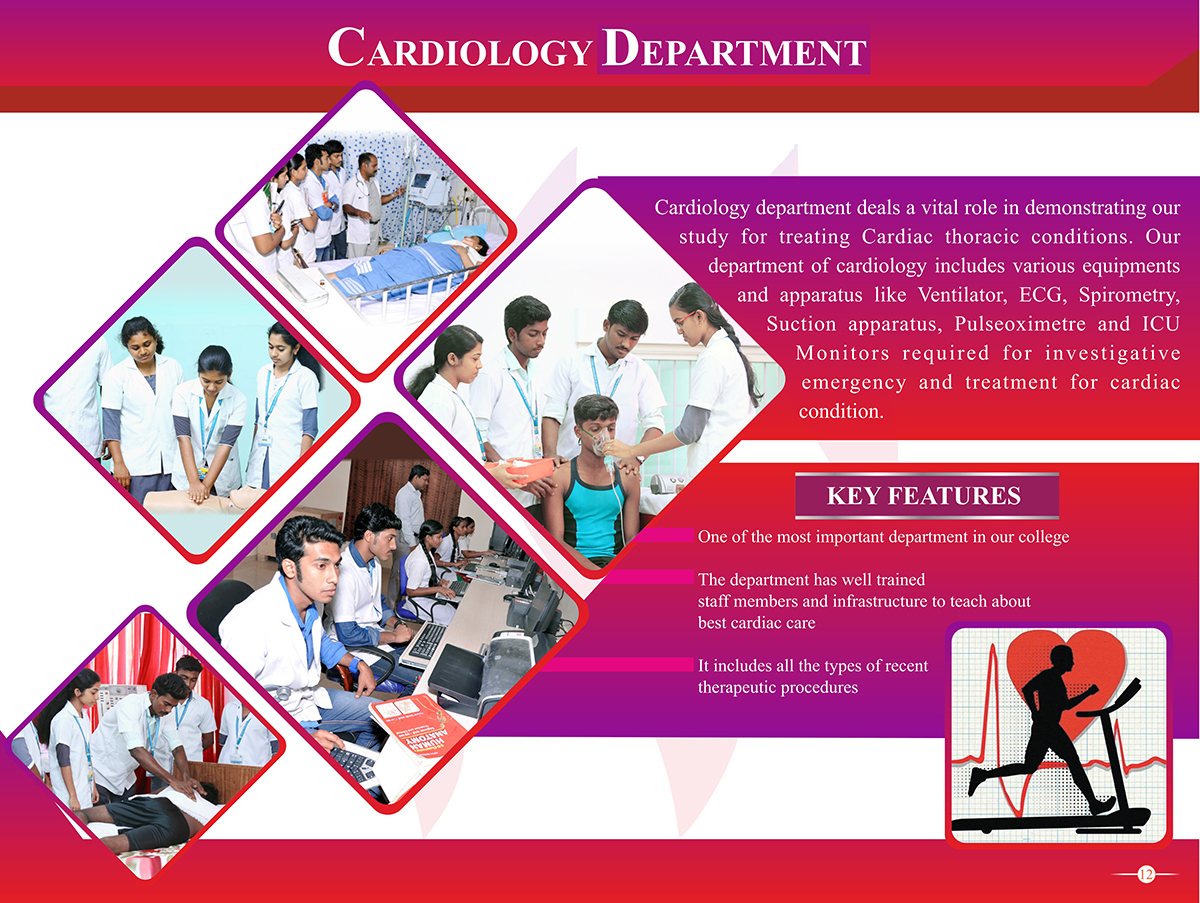 CARDIOLOGY DEPARTMENT
Cardiology department deals a vital role in demonstrating our
study for treating Cardiac thoracic conditions. Our
department of cardiology includes various equipments
and apparatus like Ventilator, ECG, Spirometry,
Suction apparatus, Pulseoximetre and ICU
Monitors required for investigative
emergency and treatment for cardiac
condition.
KEY FEATURES
One of the most important department in our college
The department has well trained
staff members and infrastructure to teach about
best cardiac care
It includes all the types of recent
therapeutic procedures
HUMAN
ANATOMY
12